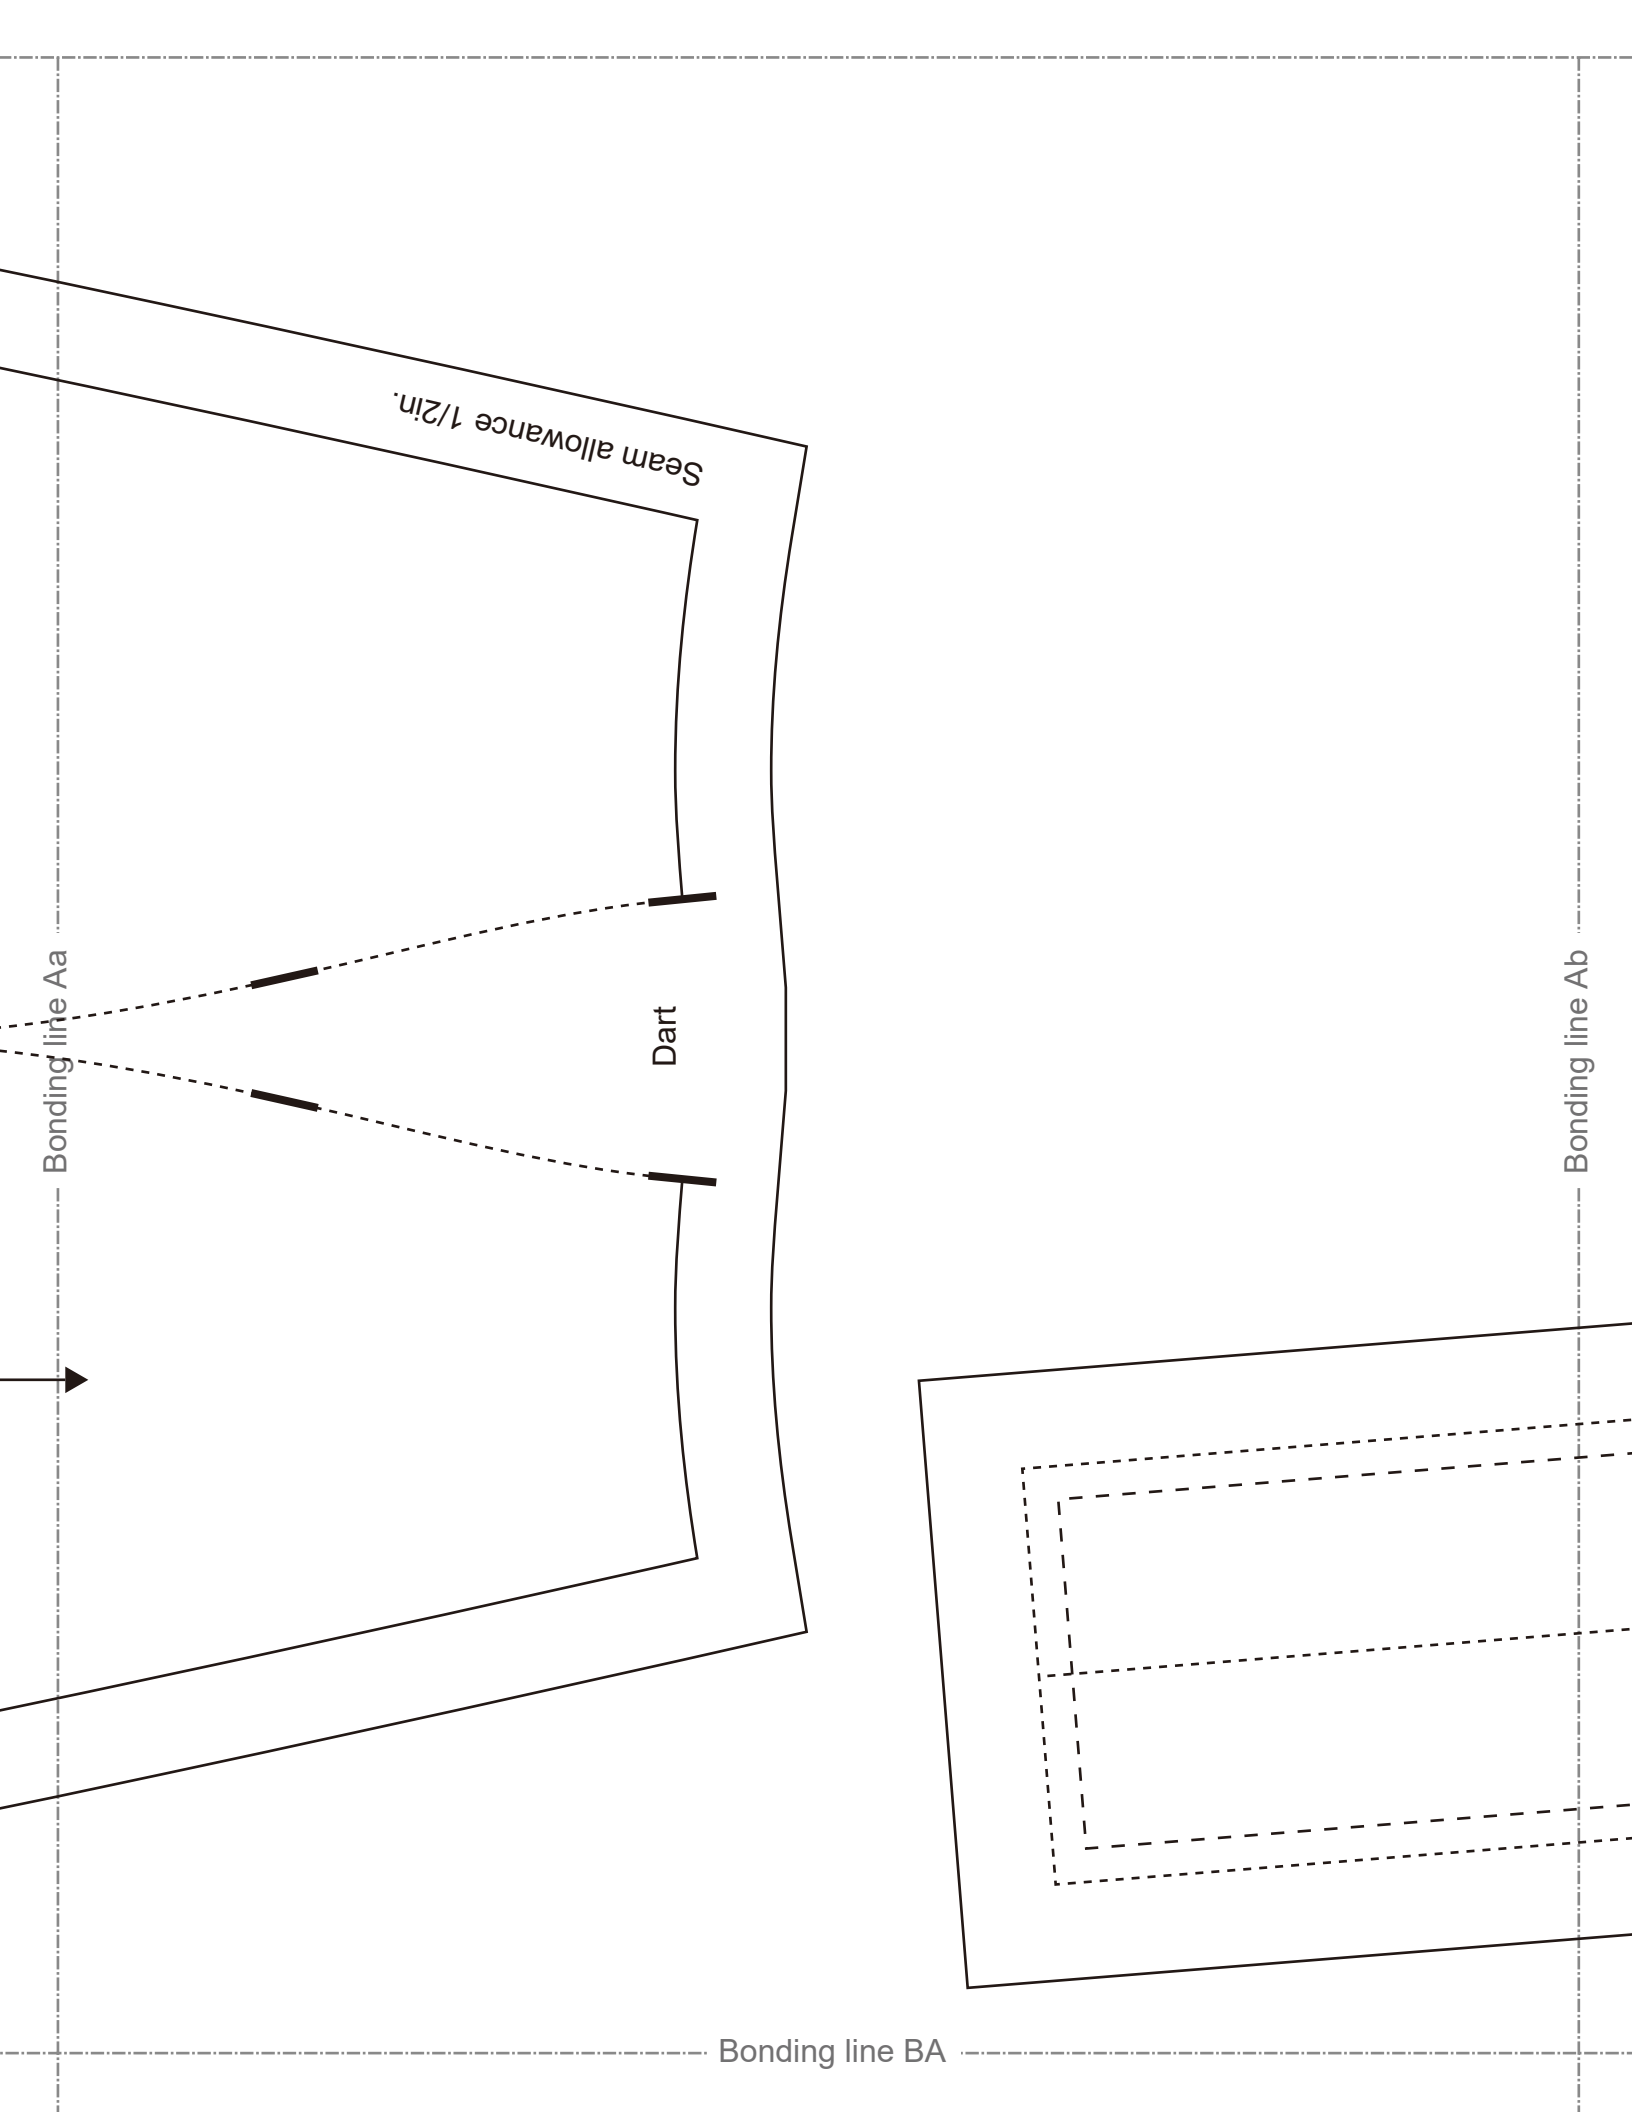 Seam allowance 1/2in.
Bonding line Aa
Dart
Bonding line Ab
Bonding line BA